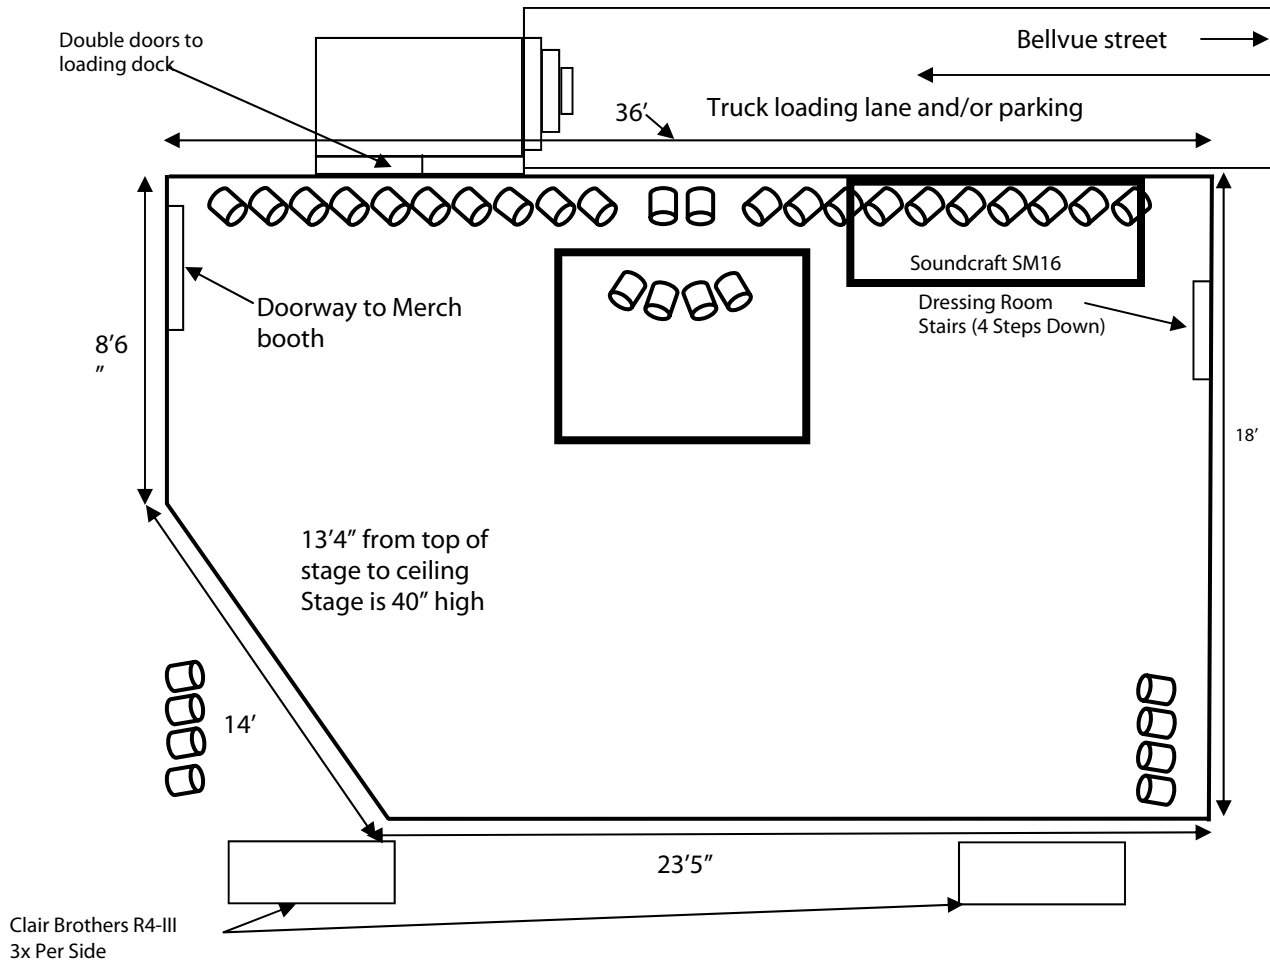 Double doors to
loading dock
Bellvue street
36’
Truck loading lane and/or parking
Soundcraft SM16
Doorway to Merch
booth
Dressing Room
Stairs (4 Steps Down)
8’6
”
18’
13’4” from top of
stage to ceiling
Stage is 40” high
14’
23’5”
Clair Brothers R4-III
3x Per Side